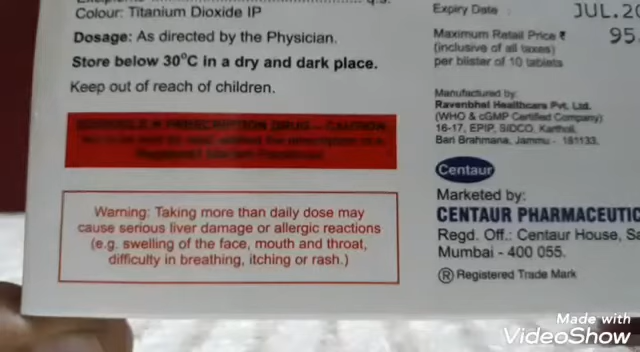 q.s.
Colour: Titanium Dioxide IP
Dosage: As directed by the Physician.
Store below 30°C in a dry and dark place.
Keep out of reach of children.
PRESCRIPTION DRUG - CAUTION
Warning: Taking more than daily dose may
cause serious liver damage or allergic reactions
(e.g. swelling of the face, mouth and throat,
difficulty in breathing, itching or rash.)
Expiry Date JUL.20
Maximum Retail Price ₹ 95
(inclusive of all taxes)
per blister of 10 tablets
Manufactured by:
Ravenbhel Healthcare Pvt. Ltd.
(WHO & cGMP Certified Company)
16-17, EPIP, SIDCO, Kartholi,
Bari Brahmana, Jammu - 181133.
Centaur
Marketed by:
CENTAUR PHARMACEUTIC
Regd. Off.: Centaur House, Sa
Mumbai - 400 055.
® Registered Trade Mark
Made with
VideoShow